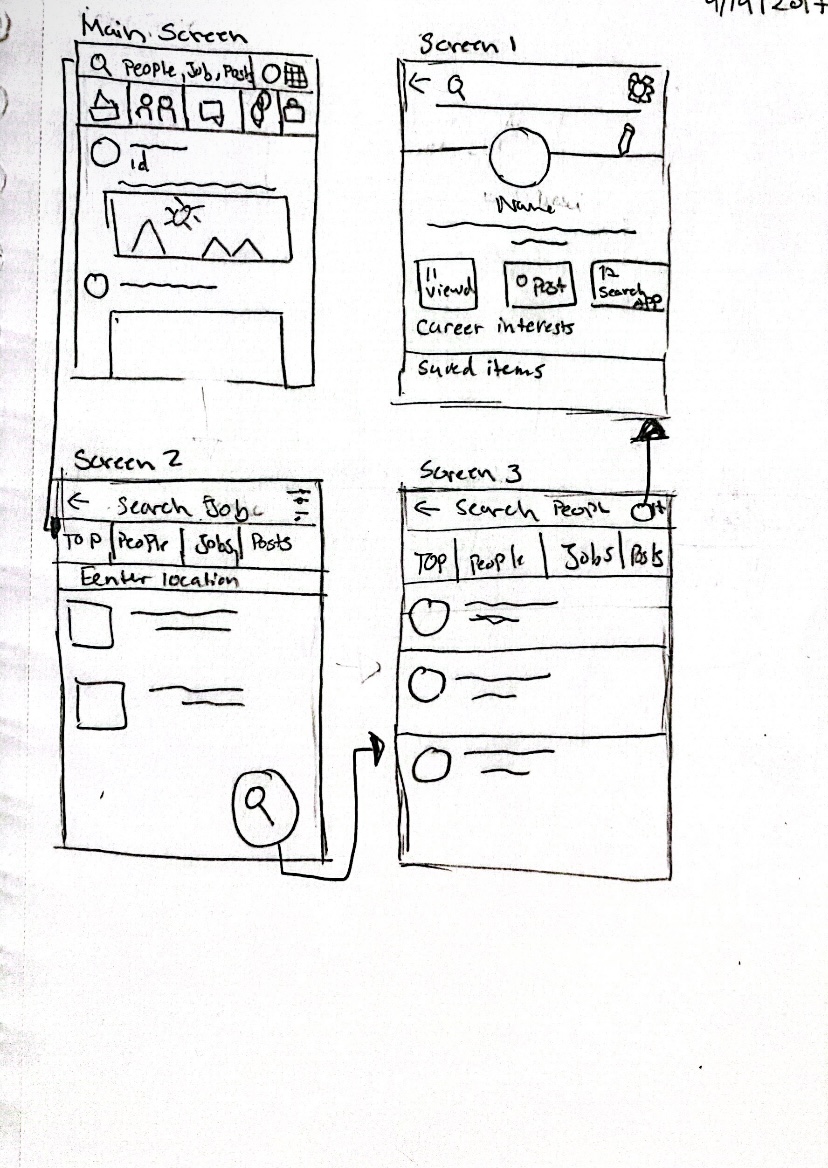 9/19/2017
Main Screen
People, Job, Post
id
Screen 1
Name
11
Viewd
0 Post
12
Search
APP
Career interests
Saved items
Screen 2
Search Job
TOP People Jobs Posts
Eenter location
Screen 3
Search People
TOP People Jobs Posts